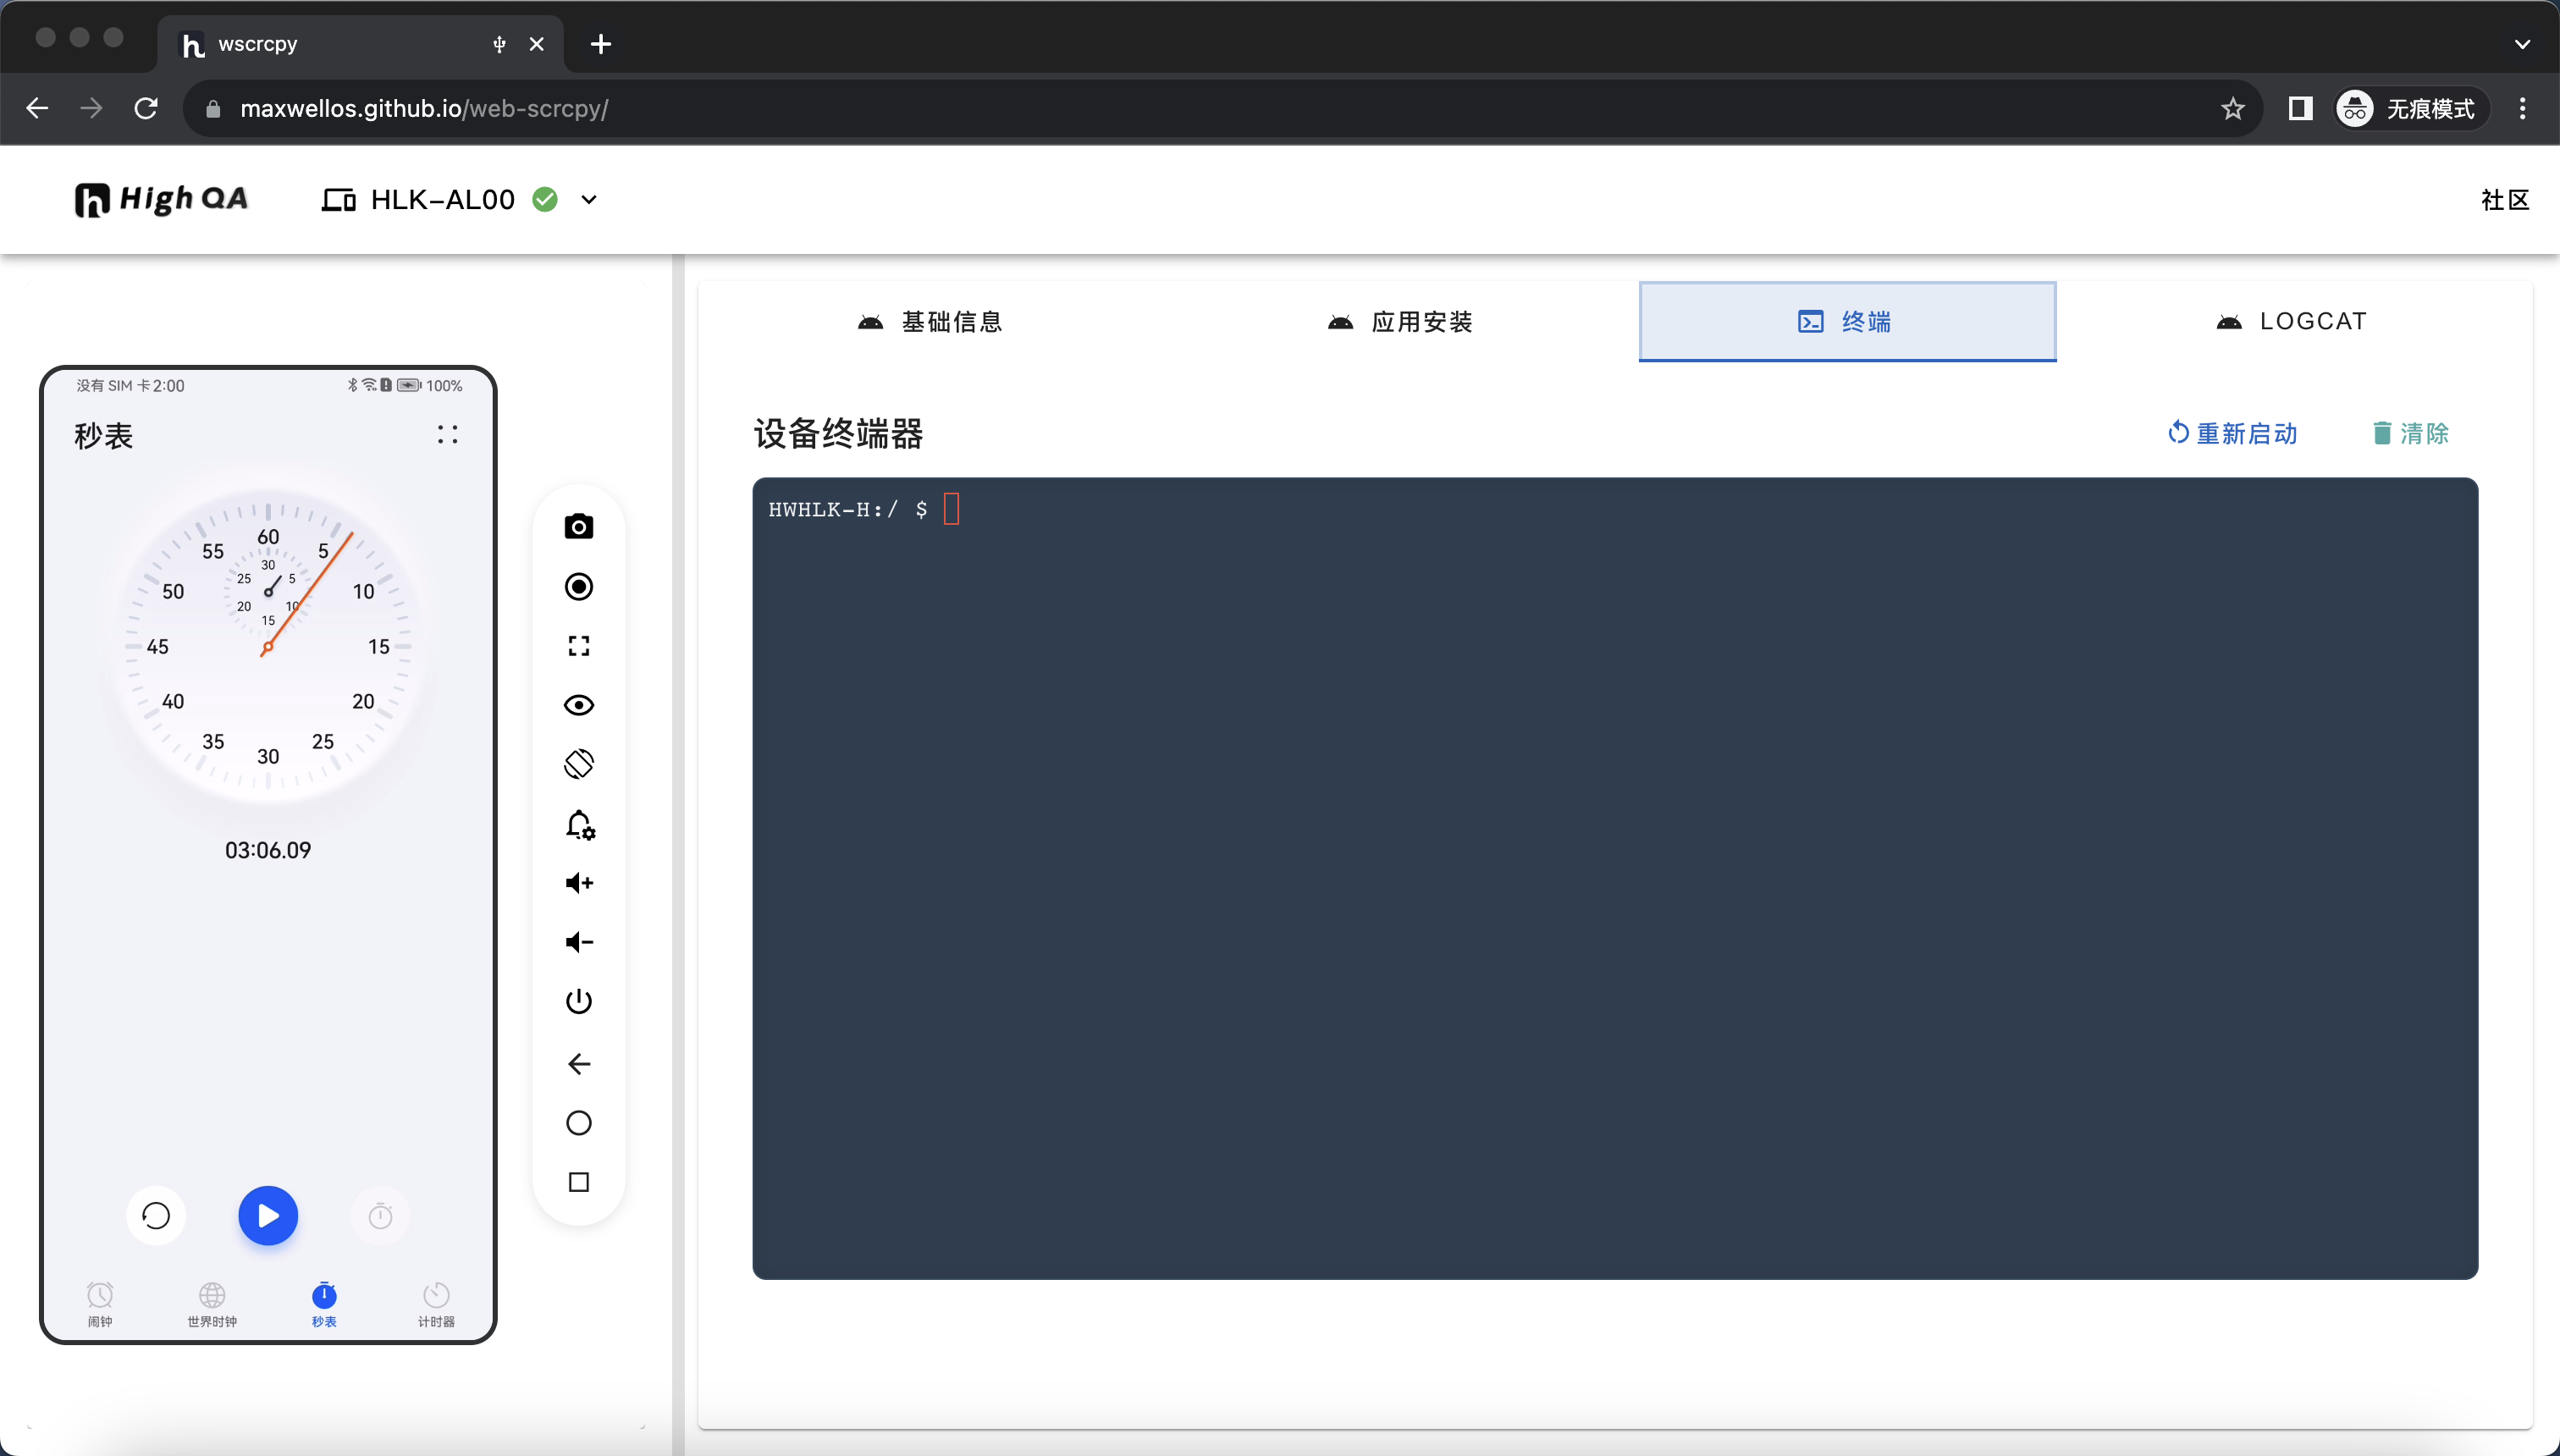 wscrcpy
maxwellos.github.io/web-scrcpy/
无痕模式
High QA
HLK-AL00
社区
基础信息
应用安装
终端
LOGCAT
没有 SIM 卡 2:00
100%
秒表
60
55
5
50
10
45
15
40
20
35
25
30
30
25
5
20
10
15
03:06.09
闹钟
世界时钟
秒表
计时器
设备终端器
重新启动
清除
HWHLK-H:/ $